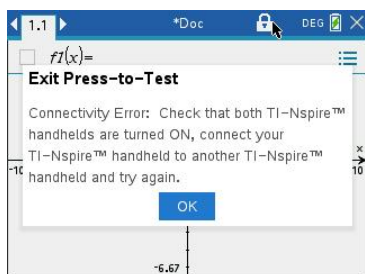 1.1 *Doc DEG
f1(x)=
Exit Press-to-Test
Connectivity Error: Check that both TI-Nspire™
handhelds are turned ON, connect your
TI-Nspire™ handheld to another TI-Nspire™
handheld and try again.
x
-10 10
OK
-6.67